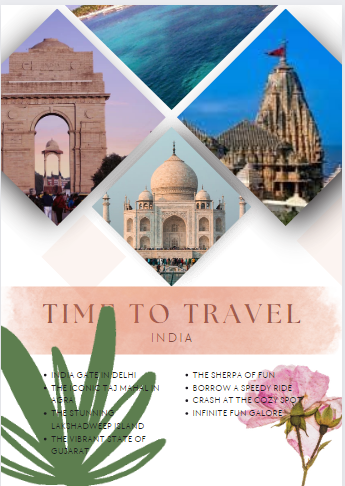 TIME TO TRAVEL
INDIA
• INDIA GATE IN DELHI
• THE ICONIC TAJ MAHAL IN
AGRA
• THE STUNNING
LAKSHADWEEP ISLAND
• THE VIBRANT STATE OF
GUJARAT
• THE SHERPA OF FUN
• BORROW A SPEEDY RIDE
• CRASH AT THE COZY SPOT
• INFINITE FUN GALORE